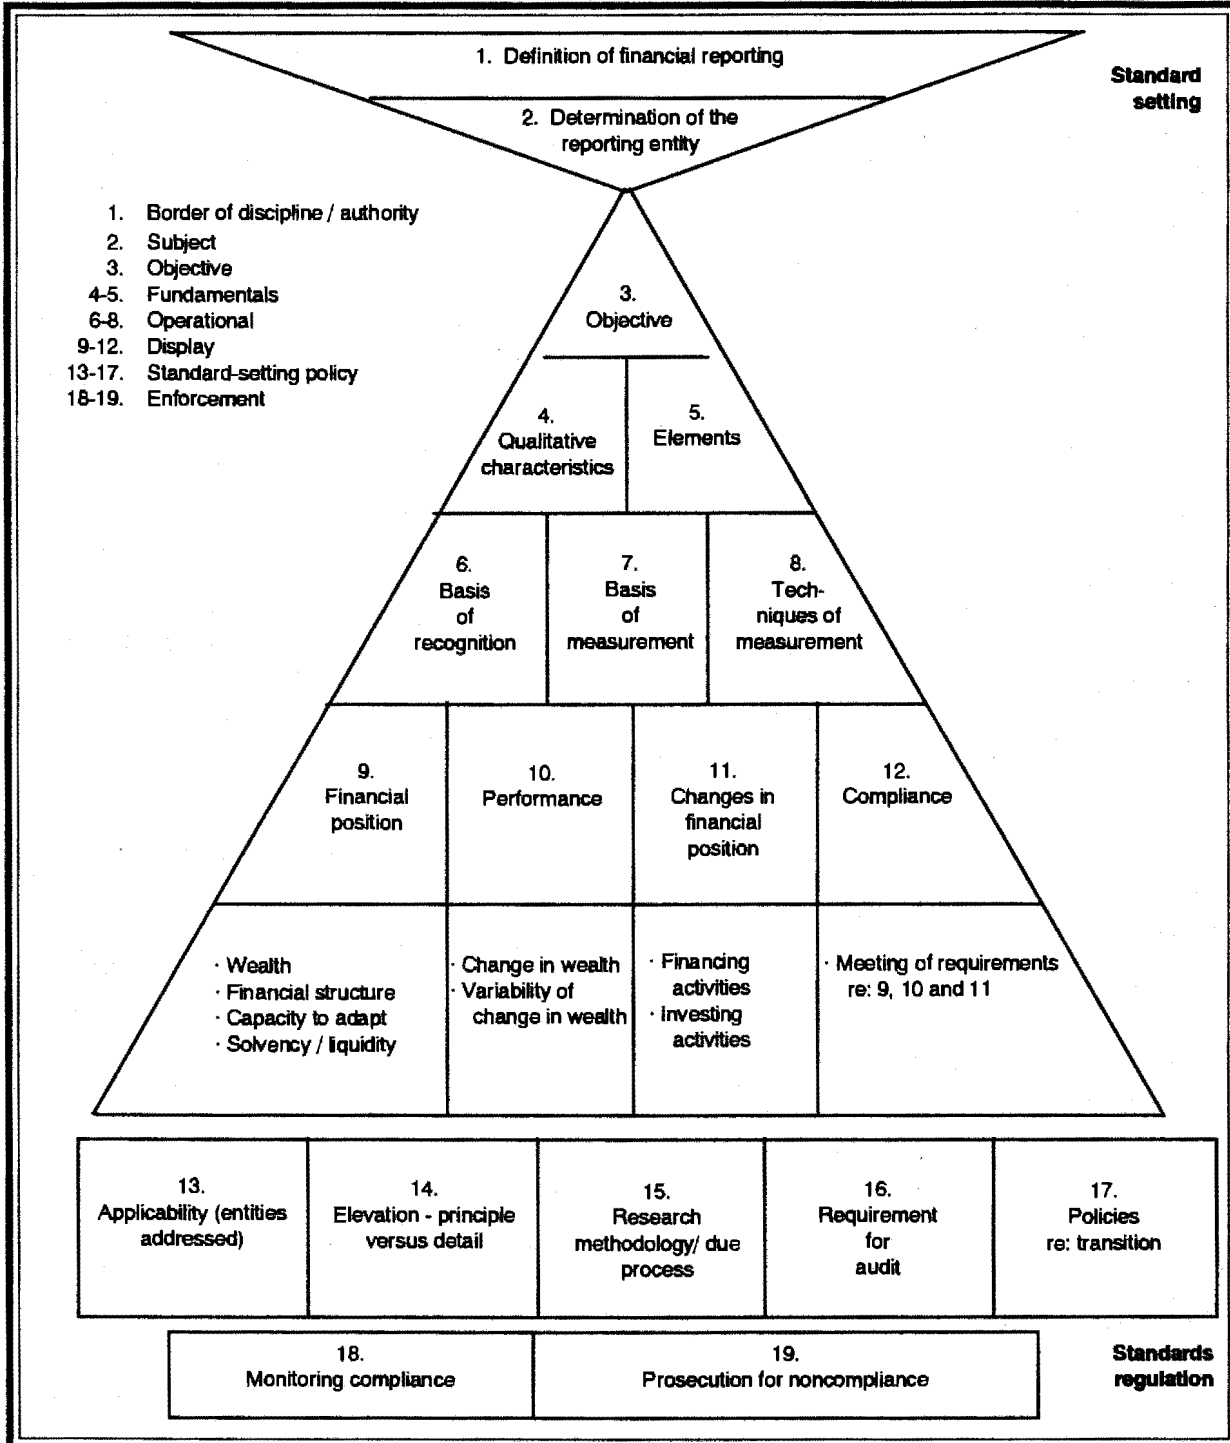 1. Definition of financial reporting
Standard
setting
2. Determination of the
reporting entity
1. Border of discipline / authority
2. Subject
3. Objective
4-5. Fundamentals
6-8. Operational
9-12. Display
13-17. Standard-setting policy
18-19. Enforcement
3.
Objective
4.
Qualitative
characteristics
5.
Elements
6.
Basis
of
recognition
7.
Basis
of
measurement
8.
Tech-
niques of
measurement
9.
Financial
position
10.
Performance
11.
Changes in
financial
position
12.
Compliance
· Wealth
· Financial structure
· Capacity to adapt
· Solvency / liquidity
· Change in wealth
· Variability of
change in wealth
· Financing
activities
· Investing
activities
· Meeting of requirements
re: 9, 10 and 11
13.
Applicability (entities
addressed)
14.
Elevation - principle
versus detail
15.
Research
methodology/ due
process
16.
Requirement
for
audit
17.
Policies
re: transition
18.
Monitoring compliance
19.
Prosecution for noncompliance
Standards
regulation